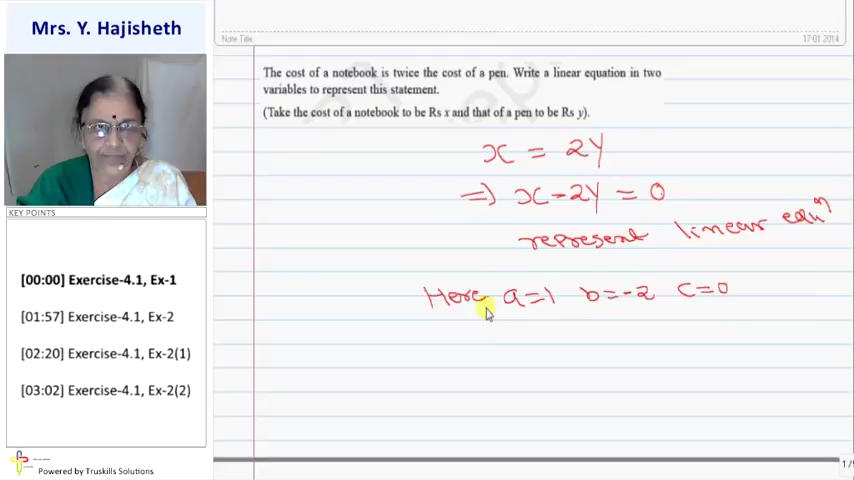 Mrs. Y. Hajisheth
Note Title
17-01-2014
The cost of a notebook is twice the cost of a pen. Write a linear equation in two
variables to represent this statement.
(Take the cost of a notebook to be Rs x and that of a pen to be Rs y).
x = 2y
=) x - 2y = 0
represent linear equⁿ
Here a=1 b=-2 c=0
KEY POINTS
[00:00] Exercise-4.1, Ex-1
[01:57] Exercise-4.1, Ex-2
[02:20] Exercise-4.1, Ex-2(1)
[03:02] Exercise-4.1, Ex-2(2)
Powered by Truskills Solutions